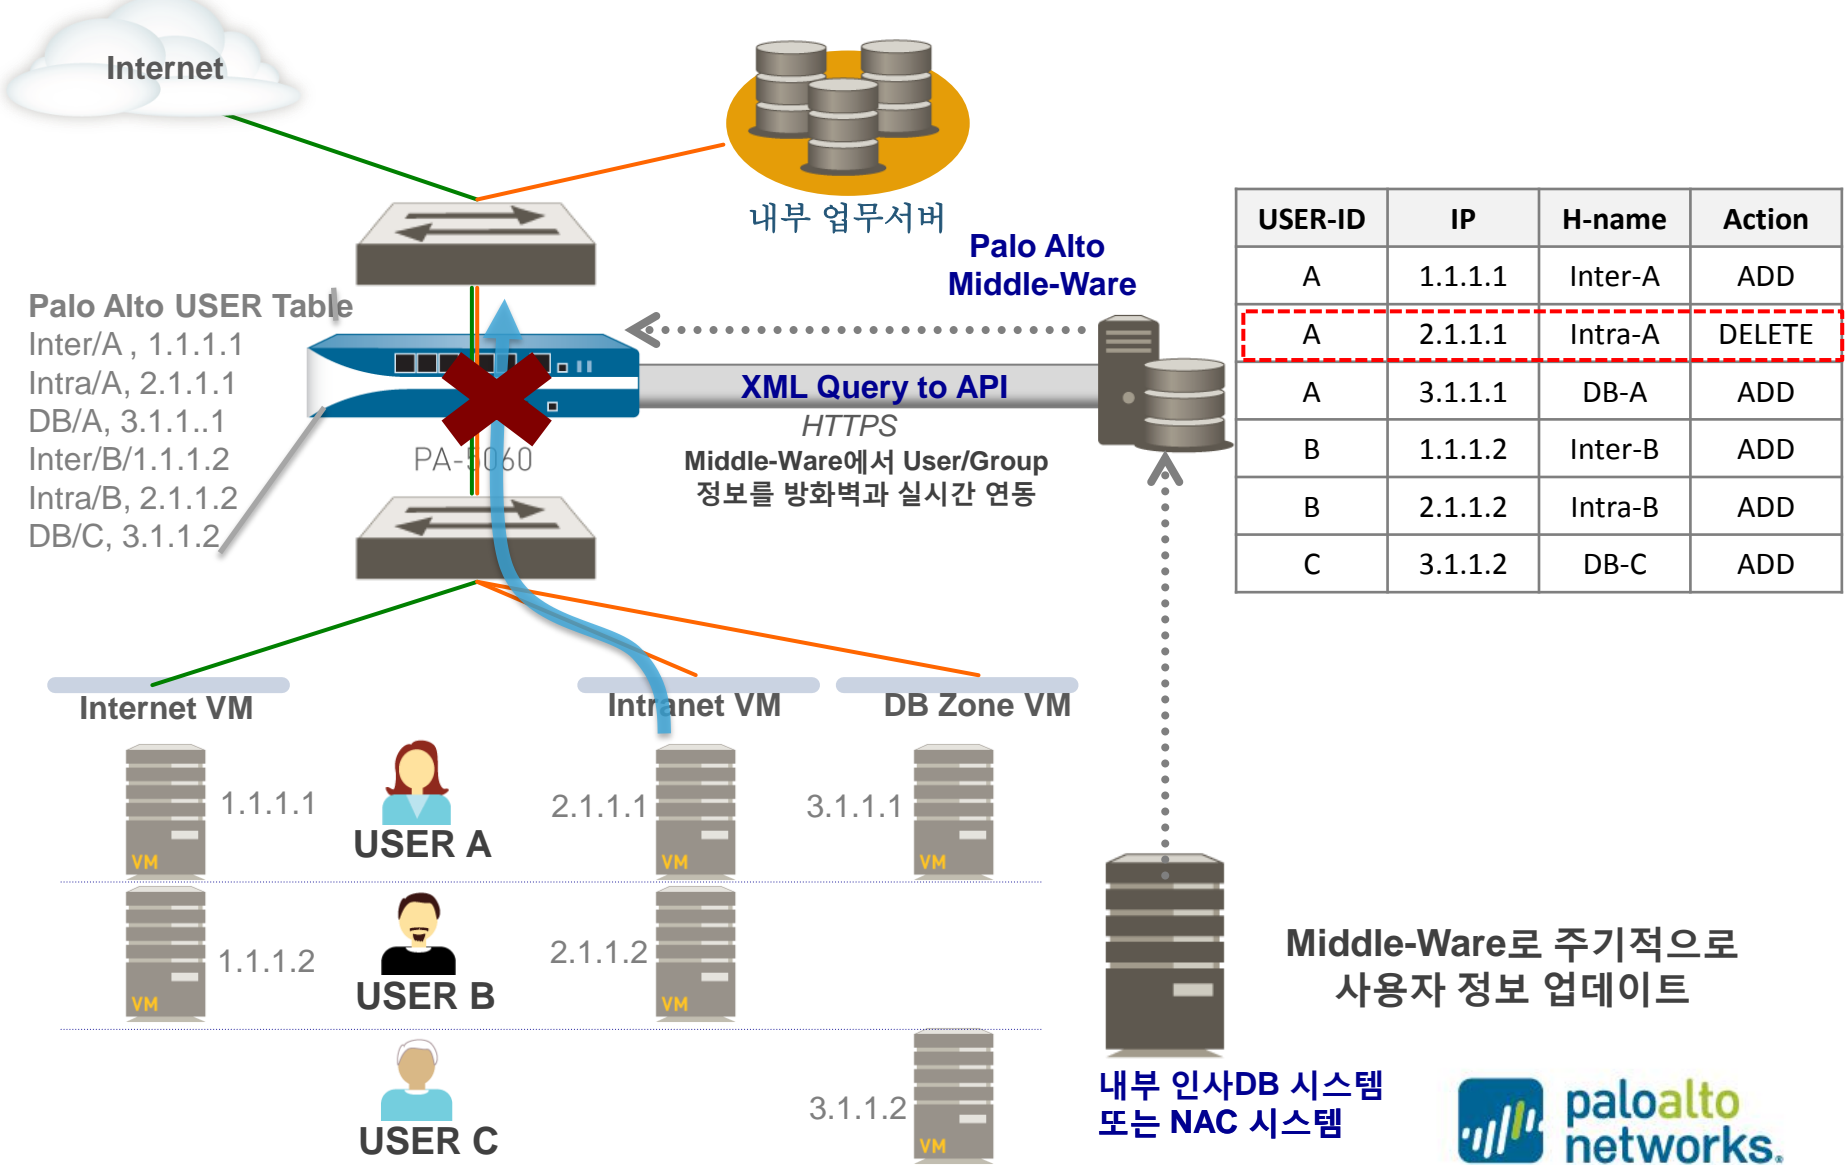 Internet
내부 업무서버
Palo Alto
Middle-Ware
USER-ID IP H-name Action
A 1.1.1.1 Inter-A ADD
A 2.1.1.1 Intra-A DELETE
A 3.1.1.1 DB-A ADD
B 1.1.1.2 Inter-B ADD
B 2.1.1.2 Intra-B ADD
C 3.1.1.2 DB-C ADD
Palo Alto USER Table
Inter/A , 1.1.1.1
Intra/A, 2.1.1.1
DB/A, 3.1.1..1
Inter/B/1.1.1.2
Intra/B, 2.1.1.2
DB/C, 3.1.1.2
PA-5060
XML Query to API
HTTPS
Middle-Ware에서 User/Group
정보를 방화벽과 실시간 연동
Internet VM
Intranet VM
DB Zone VM
1.1.1.1
2.1.1.1
3.1.1.1
VM
VM
VM
USER A
1.1.1.2
2.1.1.2
VM
VM
USER B
3.1.1.2
VM
USER C
Middle-Ware로 주기적으로
사용자 정보 업데이트
내부 인사DB 시스템
또는 NAC 시스템
paloalto
networks.